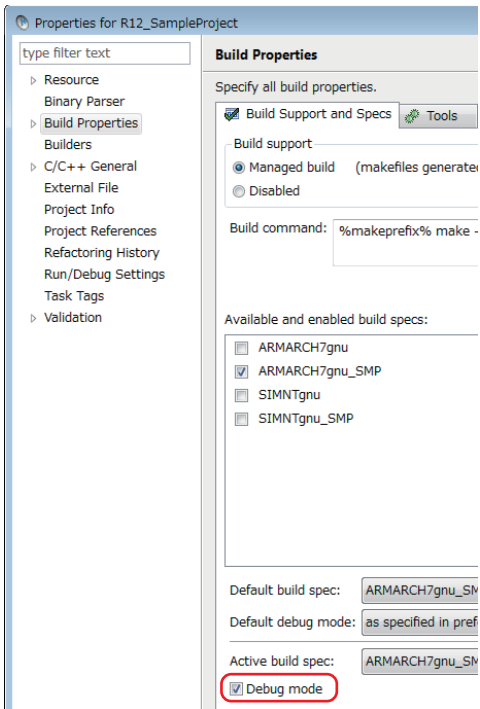 Properties for R12_SampleProject
type filter text
Resource
Binary Parser
Build Properties
Builders
C/C++ General
External File
Project Info
Project References
Refactoring History
Run/Debug Settings
Task Tags
Validation
Build Properties
Specify all build properties.
Build Support and Specs Tools
Build support
Managed build (makefiles generated
Disabled
Build command: %makeprefix% make -
Available and enabled build specs:
ARMARCH7gnu
ARMARCH7gnu_SMP
SIMNTgnu
SIMNTgnu_SMP
Default build spec: ARMARCH7gnu_SM
Default debug mode: as specified in pref
Active build spec: ARMARCH7gnu_SM
Debug mode